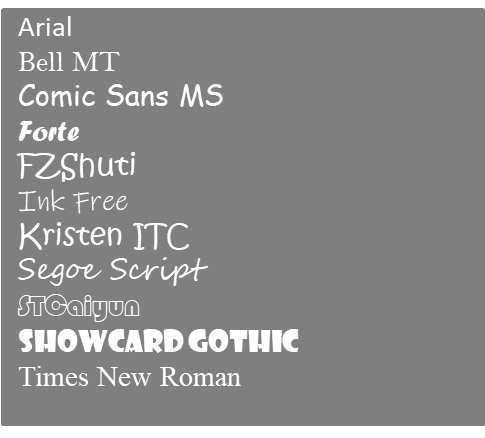 Arial
Bell MT
Comic Sans MS
Forte
FZShuti
Ink Free
Kristen ITC
Segoe Script
STCaiyun
SHOWCARD GOTHIC
Times New Roman